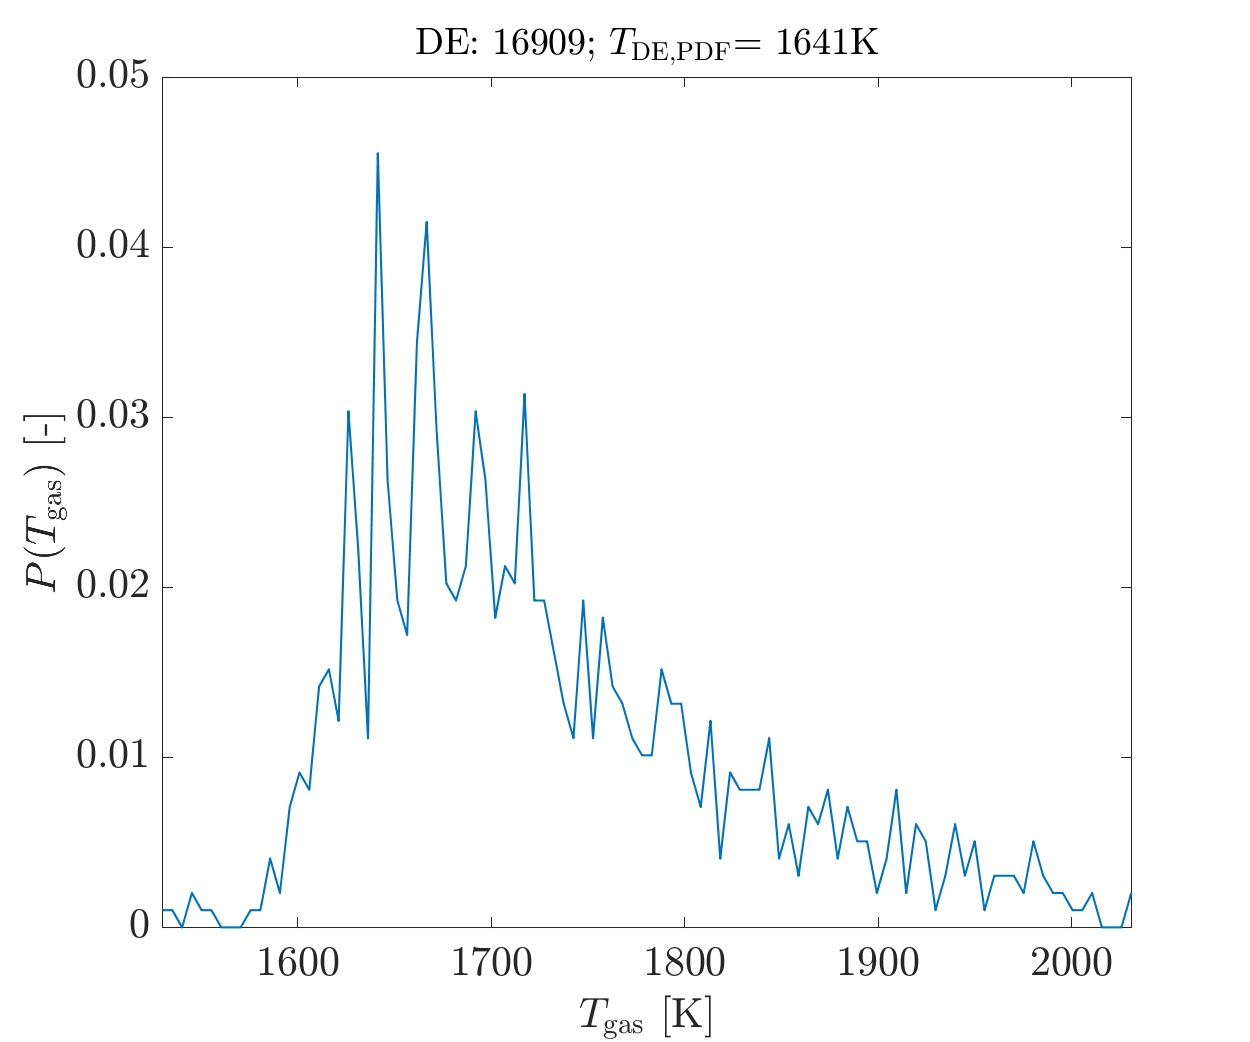 DE: 16909; T_DE,PDF= 1641K
0.05
0.04
0.03
0.02
0.01
0
P(T_gas) [-]
1600 1700 1800 1900 2000
T_gas [K]